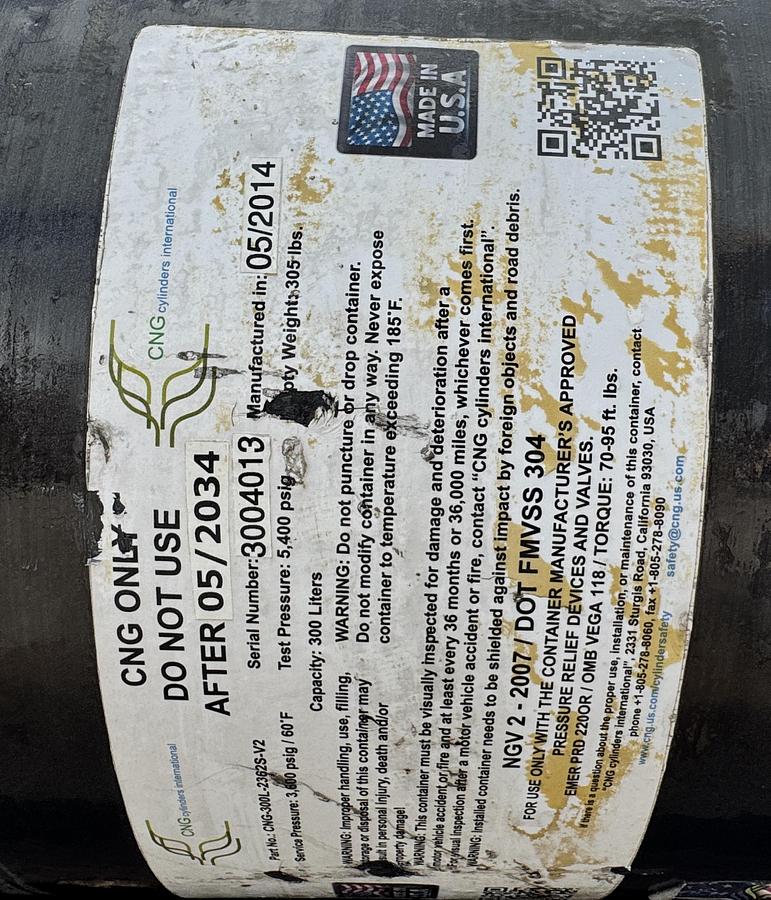 CNG ONLY
DO NOT USE
AFTER 05/2034
CNG cylinders international
Serial Number: 3004013 Manufactured in: 05/2014
Test Pressure: 5,400 psig Weight: 305 lbs.
Capacity: 300 Liters
WARNING: Do not puncture or drop container.
Do not modify container in any way. Never expose
container to temperature exceeding 185°F.
MADE IN
U.S.A
CNG cylinders international
Part No.: CNG-300L-2362S-V2
Service Pressure: 3,600 psig / 60°F
WARNING: Improper handling, use, filling,
storage or disposal of this container may
result in personal injury, death and/or
property damage!
WARNING: This container must be visually inspected for damage and deterioration after a
motor vehicle accident or fire and at least every 36 months or 36,000 miles, whichever comes first.
For visual inspection after a motor vehicle accident or fire, contact "CNG cylinders international".
WARNING: Installed container needs to be shielded against impact by foreign objects and road debris.
NGV 2 - 2007 / DOT FMVSS 304
FOR USE ONLY WITH THE CONTAINER MANUFACTURER'S APPROVED
PRESSURE RELIEF DEVICES AND VALVES.
EMER PRD 220OR / OMB VEGA 118 / TORQUE: 70-95 ft. lbs.
If there is a question about the proper use, installation, or maintenance of this container, contact
"CNG cylinders international", 2331 Sturgis Road, California 93030, USA
phone +1-805-278-8060, fax +1-805-278-8090
www.cng.us.com/cylindersafety safety@cng.us.com